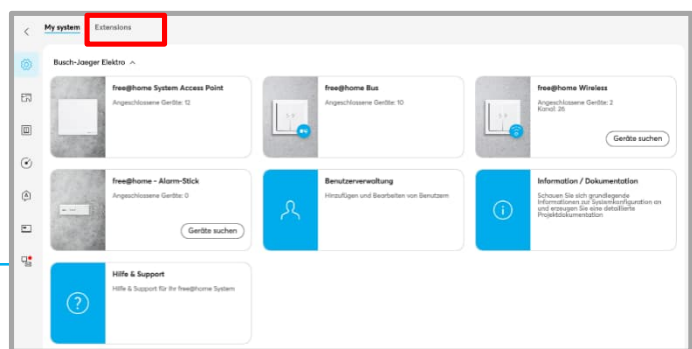 My system Extensions
Busch-Jaeger Elektro
free@home System Access Point
Angeschlossene Geräte: 12
free@home Bus
Angeschlossene Geräte: 10
free@home Wireless
Angeschlossene Geräte: 2
Kanal: 26
Geräte suchen
free@home - Alarm-Stick
Angeschlossene Geräte: 0
Geräte suchen
Benutzerverwaltung
Hinzufügen und Bearbeiten von Benutzern
Information / Dokumentation
Schauen Sie sich grundlegende
Informationen zur Systemkonfiguration an
und erzeugen Sie eine detaillierte
Projektdokumentation
Hilfe & Support
Hilfe & Support für Ihr free@home System